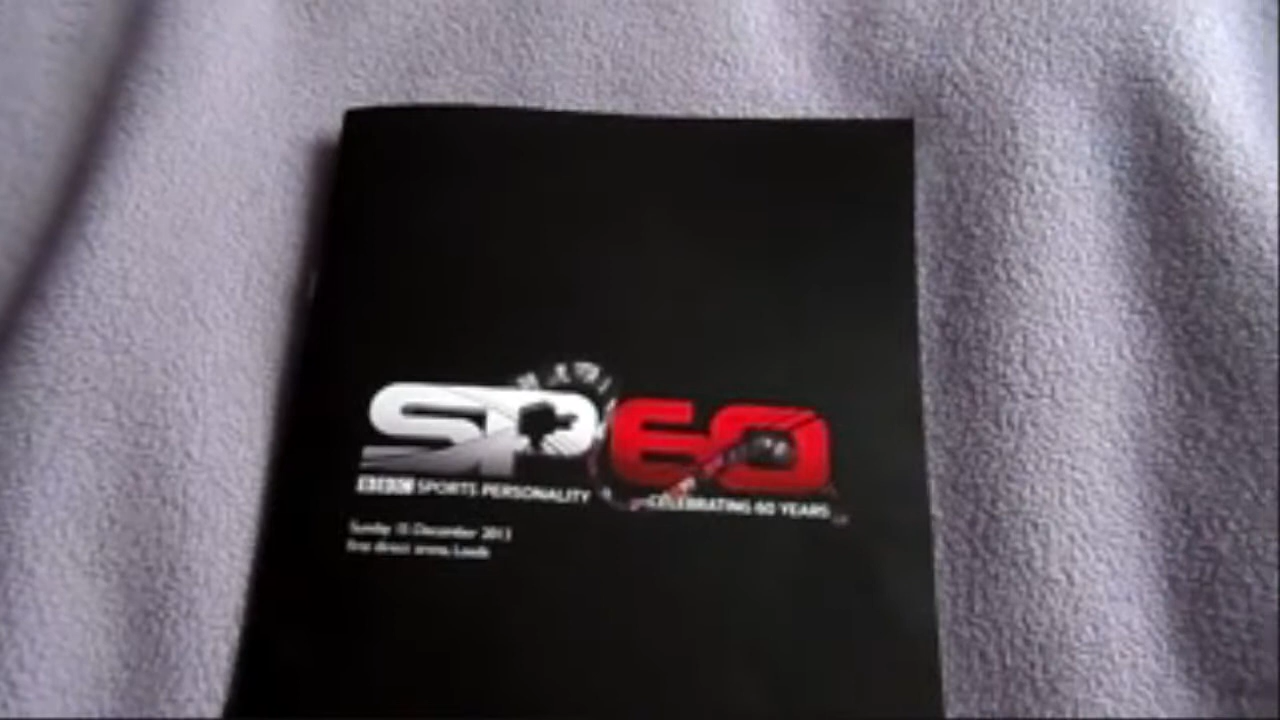 SP60
BBC SPORTS PERSONALITY CELEBRATING 60 YEARS
Sunday 15 December 2013
first direct arena, Leeds